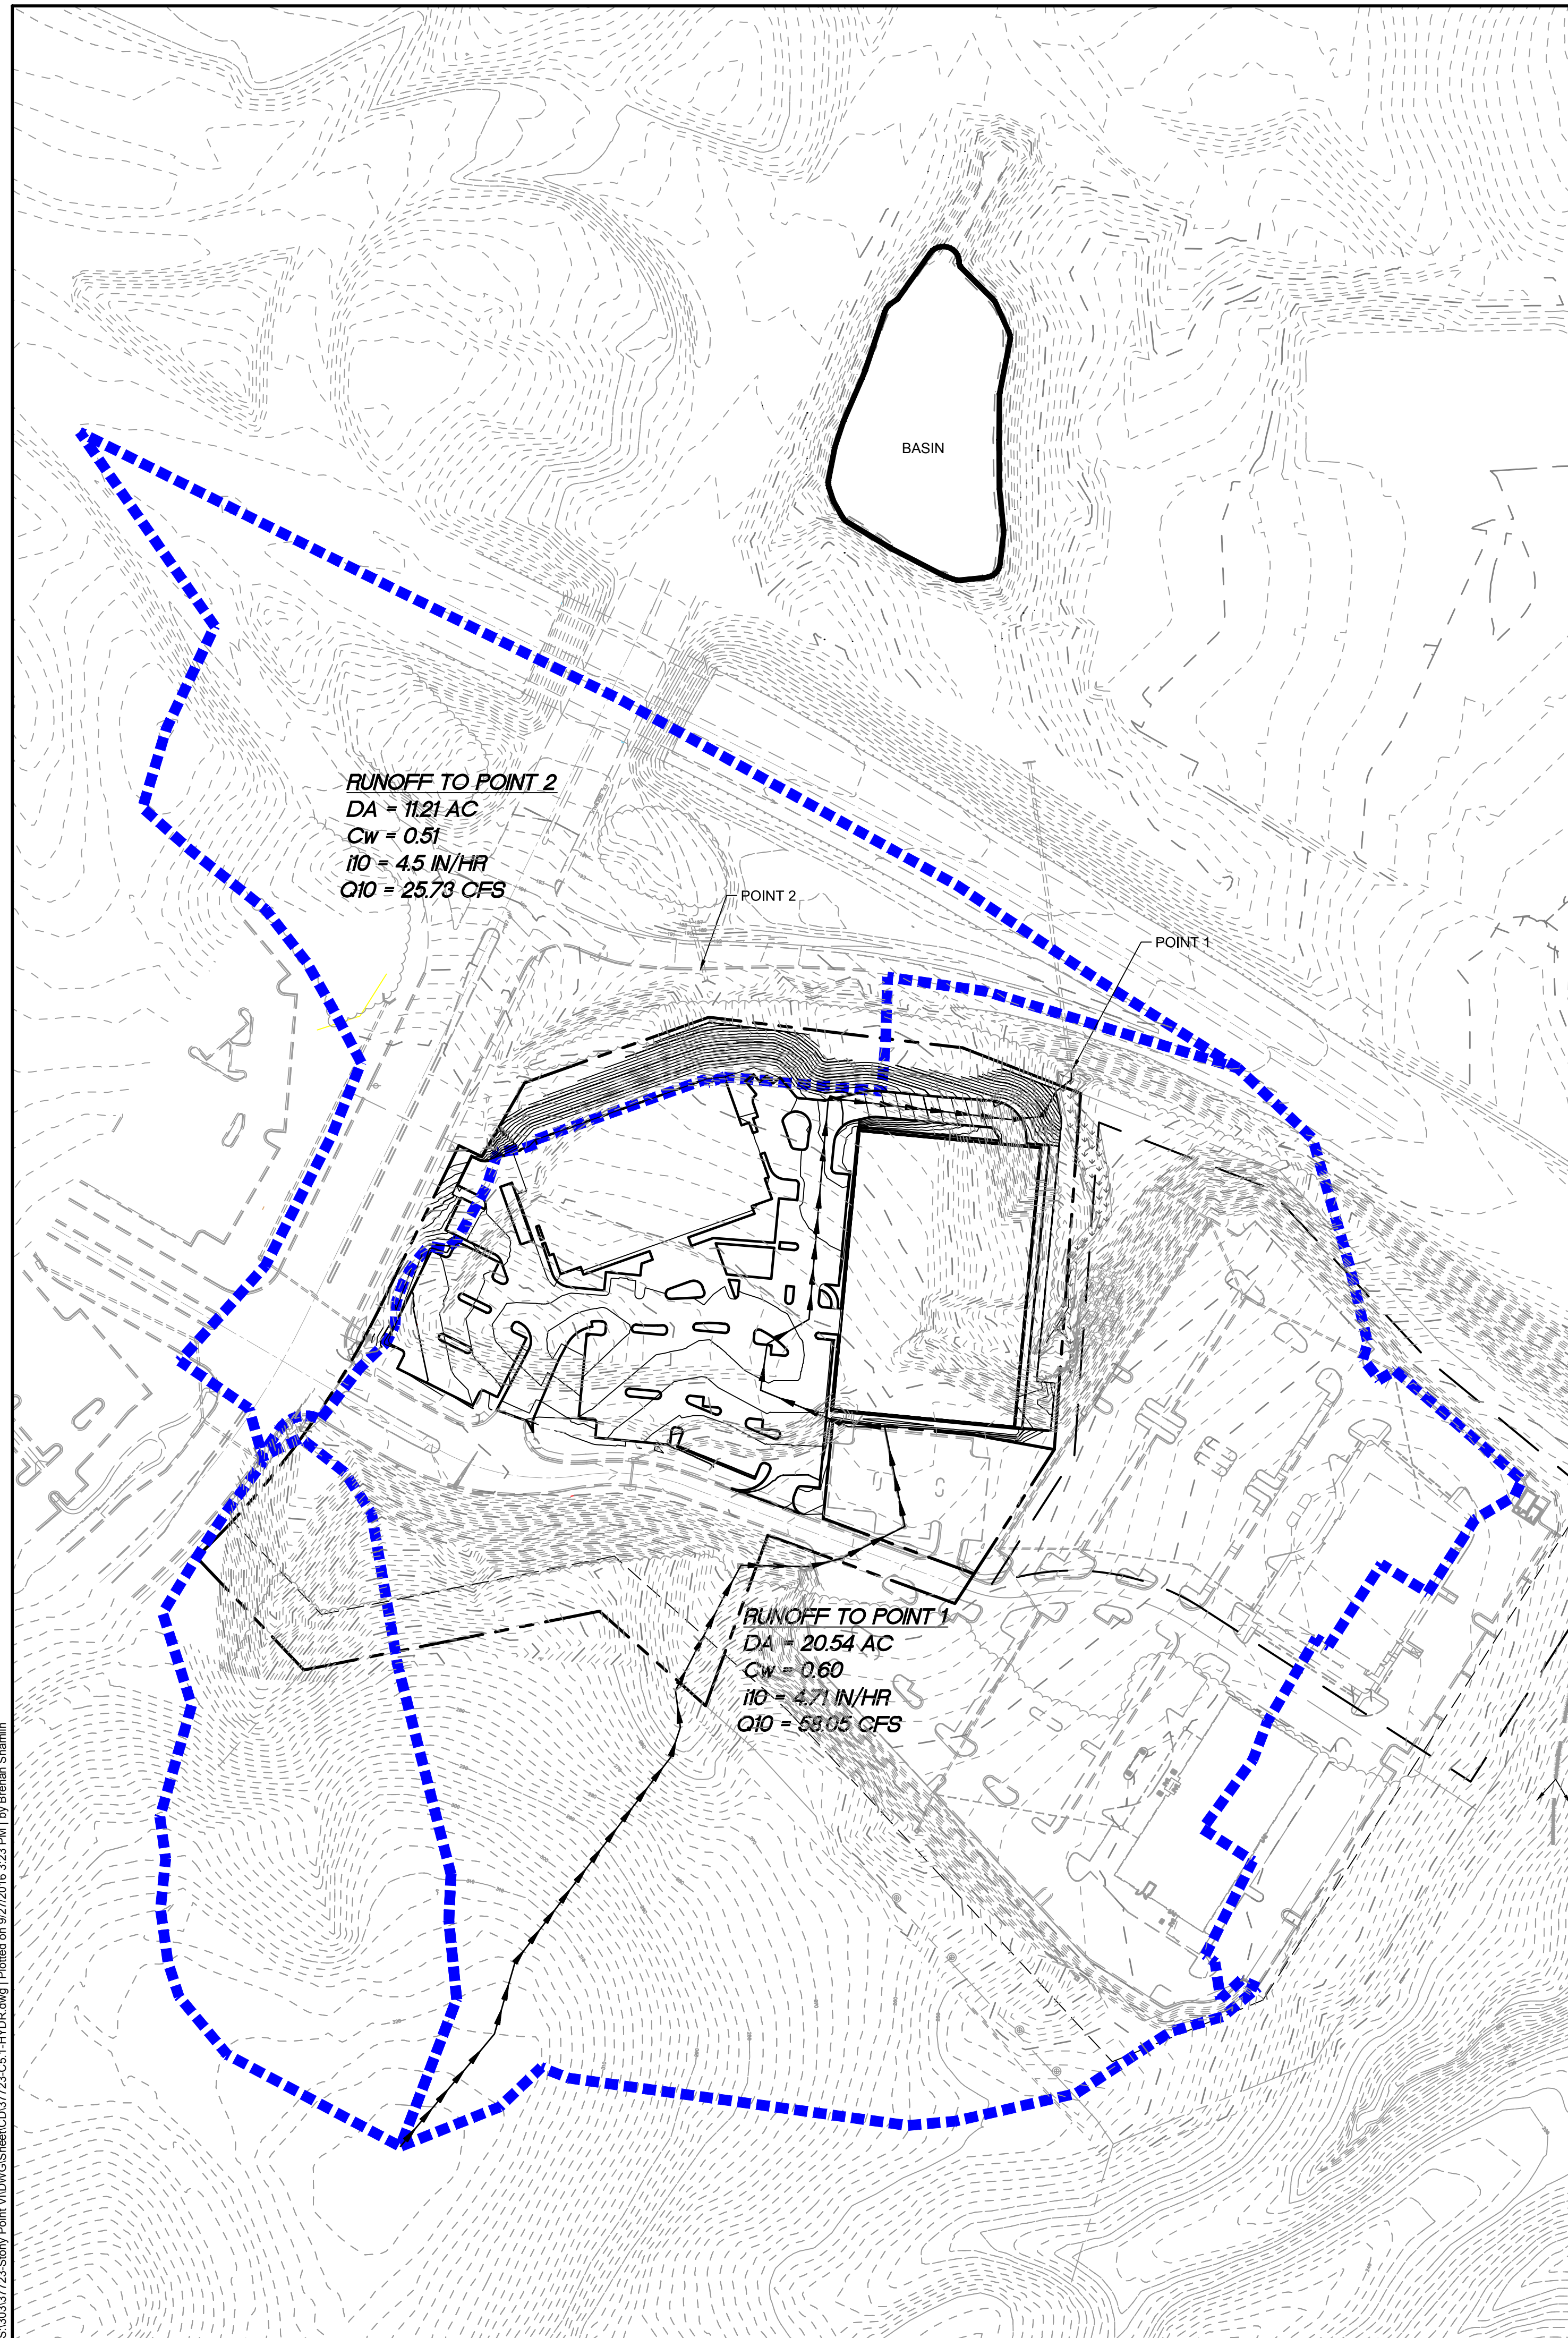 BASIN
RUNOFF TO POINT 2
DA = 11.21 AC
Cw = 0.51
i10 = 4.5 IN/HR
Q10 = 25.73 CFS
POINT 2
POINT 1
RUNOFF TO POINT 1
DA = 20.54 AC
Cw = 0.60
i10 = 4.71 IN/HR
Q10 = 58.05 CFS